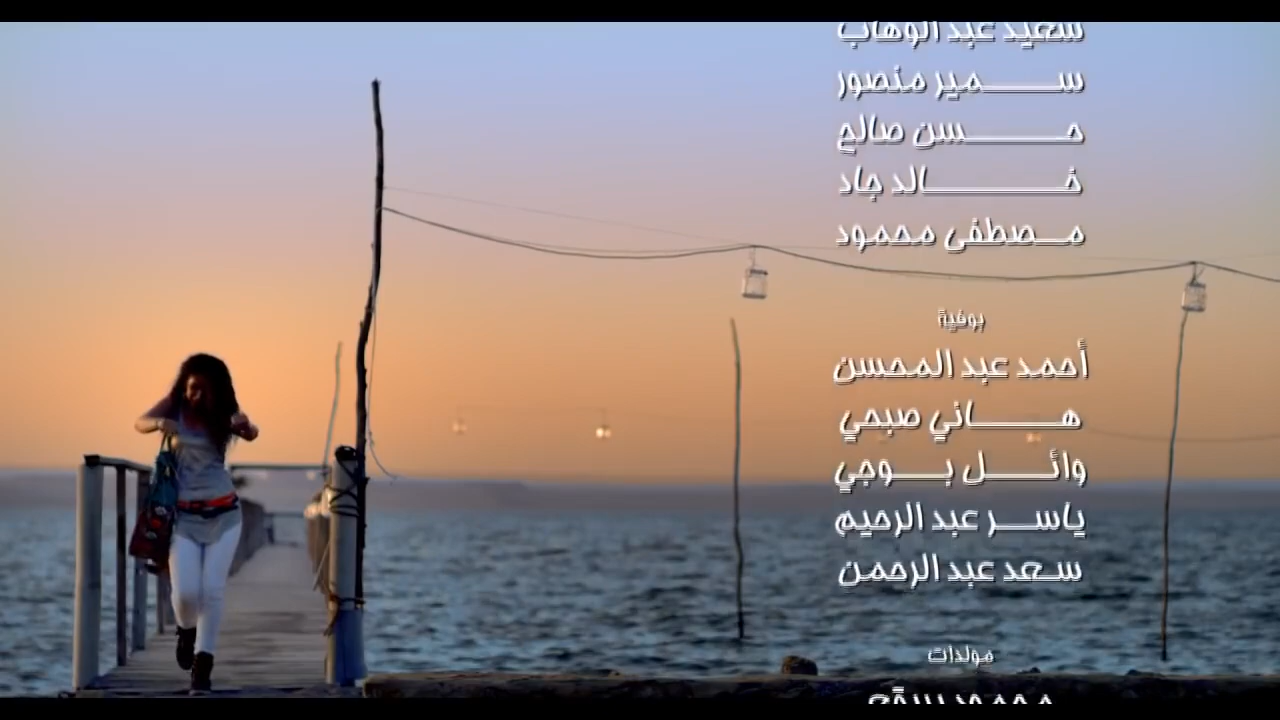 سعيد عبد الوهاب
سمير منصور
حسن صالح
خالد جاد
مصطفى محمود
بوفية
أحمد عبد المحسن
هاني صبحي
وائل بوجي
ياسر عبد الرحيم
سعد عبد الرحمن
مولدات
محمود